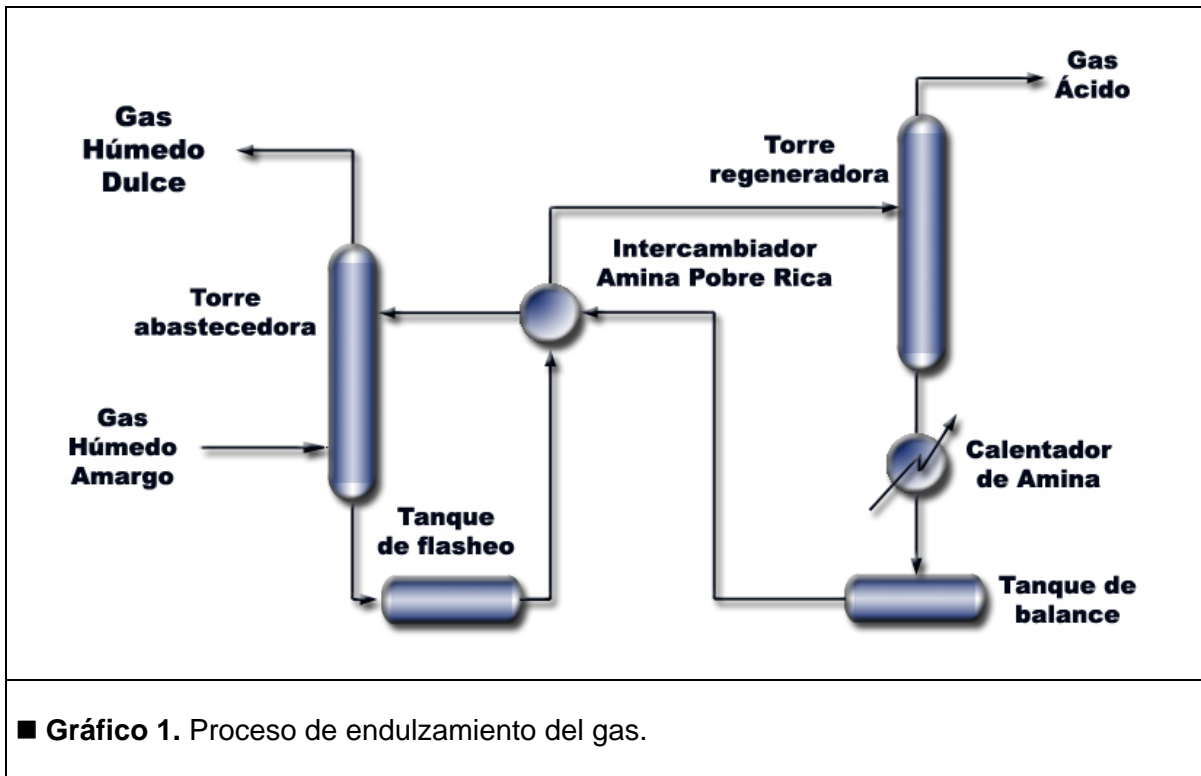 Gas
Ácido
Gas
Húmedo
Dulce
Torre
regeneradora
Intercambiador
Amina Pobre Rica
Torre
abastecedora
Gas
Húmedo
Amargo
Calentador
de Amina
Tanque
de flasheo
Tanque de
balance
■ Gráfico 1. Proceso de endulzamiento del gas.